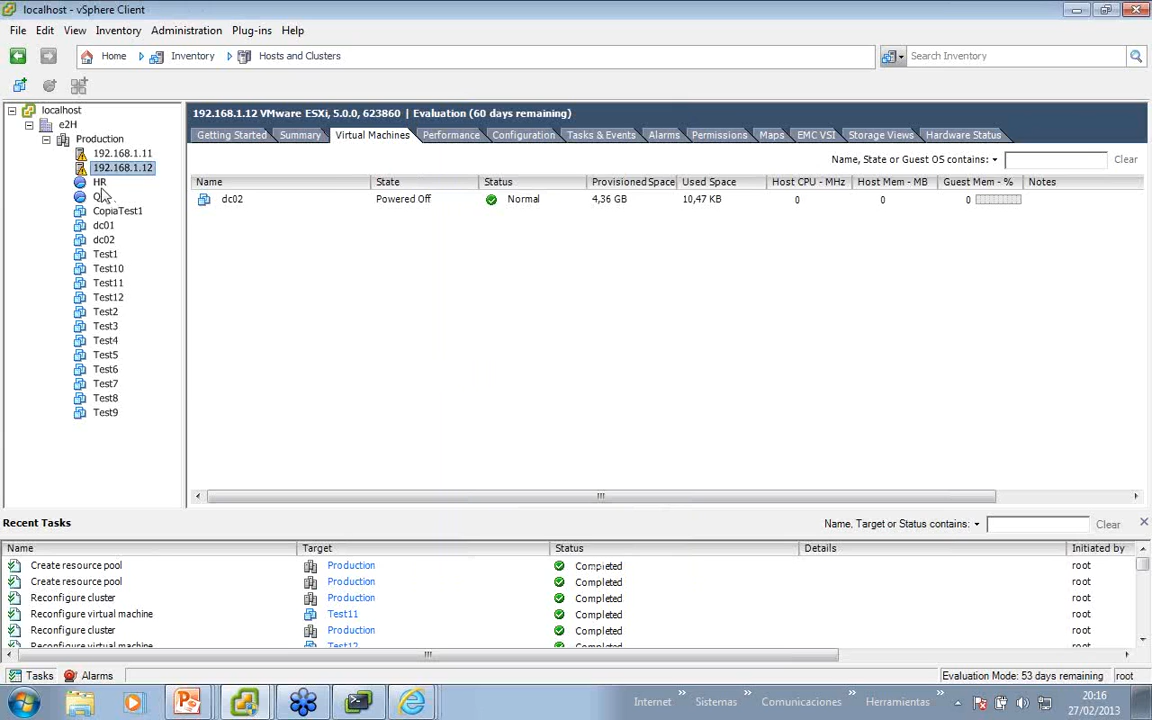 localhost - vSphere Client
File Edit View Inventory Administration Plug-ins Help
Home Inventory Hosts and Clusters Search Inventory
localhost
e2H
Production
192.168.1.11
192.168.1.12
HR
CopiaTest1
dc01
dc02
Test1
Test10
Test11
Test12
Test2
Test3
Test4
Test5
Test6
Test7
Test8
Test9
192.168.1.12 VMware ESXi, 5.0.0, 623860 | Evaluation (60 days remaining)
Getting Started Summary Virtual Machines Performance Configuration Tasks & Events Alarms Permissions Maps EMC VSI Storage Views Hardware Status
Name, State or Guest OS contains: Clear
Name State Status Provisioned Space Used Space Host CPU - MHz Host Mem - MB Guest Mem - % Notes
dc02 Powered Off Normal 4,36 GB 10,47 KB 0 0 0
Recent Tasks Name, Target or Status contains: Clear
Name Target Status Details Initiated by
Create resource pool Production Completed root
Create resource pool Production Completed root
Reconfigure cluster Production Completed root
Reconfigure virtual machine Test11 Completed root
Reconfigure cluster Production Completed root
Reconfigure virtual machine Test12 Completed root
Tasks Alarms Evaluation Mode: 53 days remaining root
Internet Sistemas Comunicaciones Herramientas 20:16
27/02/2013